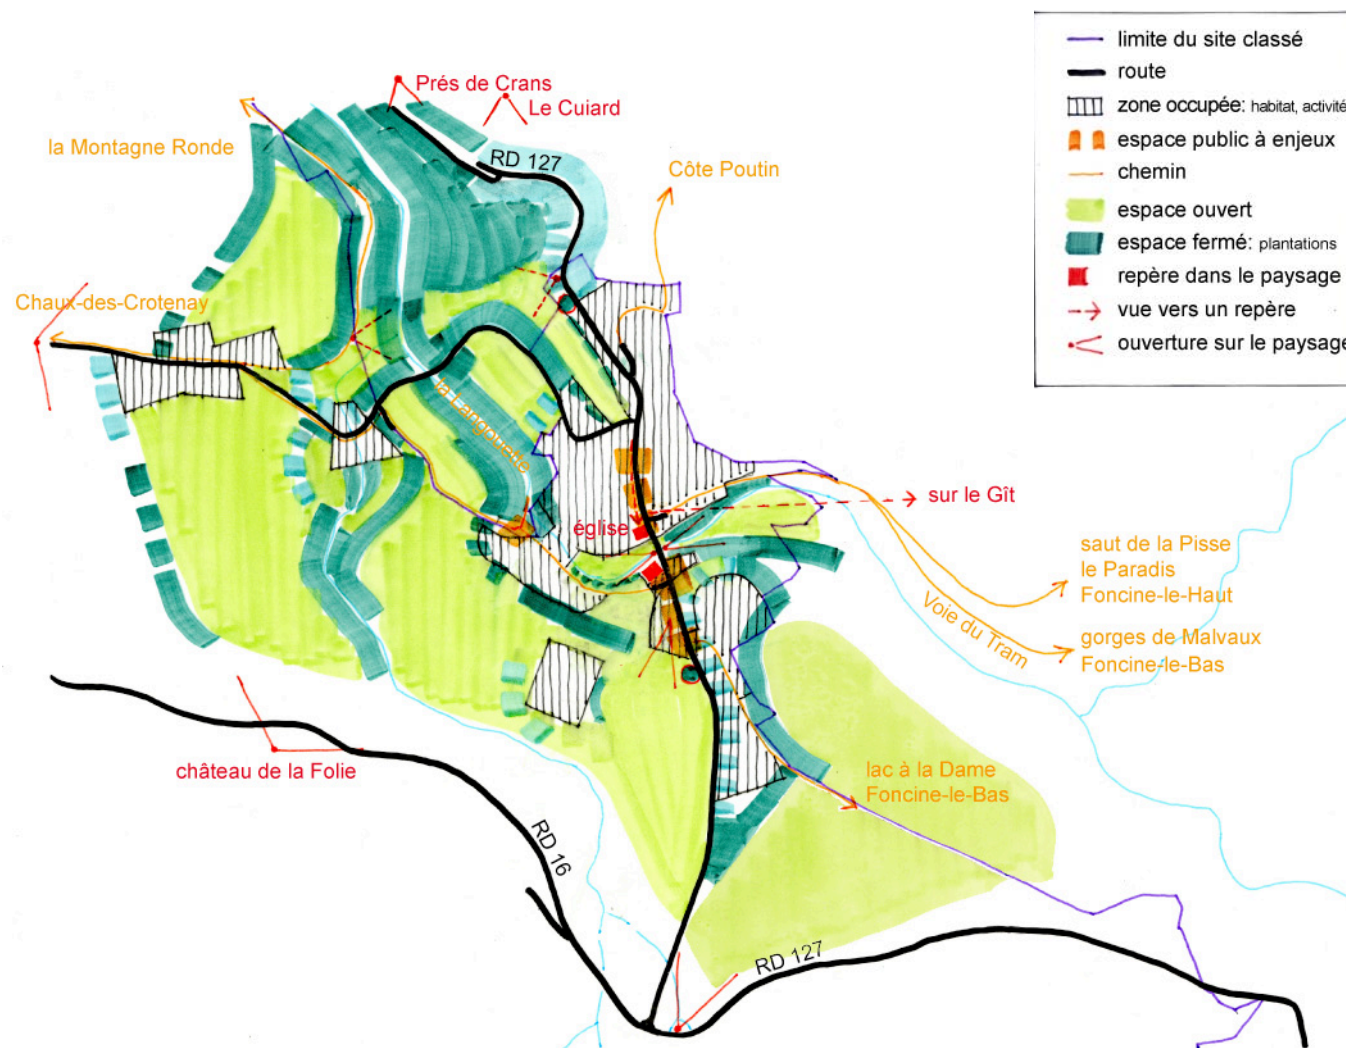 limite du site classé
route
zone occupée: habitat, activité
espace public à enjeux
chemin
espace ouvert
espace fermé: plantations
repère dans le paysage
vue vers un repère
ouverture sur le paysage
Prés de Crans
Le Cuiard
la Montagne Ronde
RD 127
Côte Poutin
Chaux-des-Crotenay
la Langouette
sur le Gît
église
saut de la Pisse
le Paradis
Foncine-le-Haut
Voie du Tram
gorges de Malvaux
Foncine-le-Bas
château de la Folie
lac à la Dame
Foncine-le-Bas
RD 16
RD 127